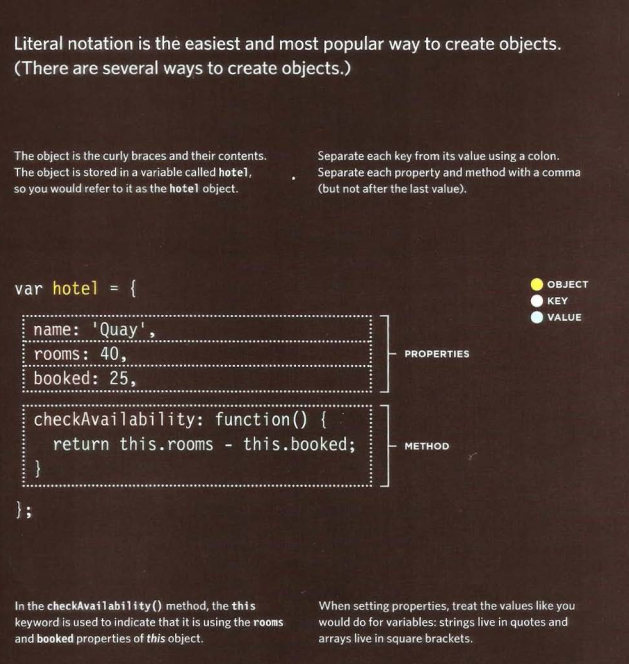 Literal notation is the easiest and most popular way to create objects.
(There are several ways to create objects.)
The object is the curly braces and their contents.
The object is stored in a variable called hotel,
so you would refer to it as the hotel object.
Separate each key from its value using a colon.
Separate each property and method with a comma
(but not after the last value).
var hotel = {
name: 'Quay',
rooms: 40,
booked: 25,
checkAvailability: function() {
return this.rooms - this.booked;
}
};
PROPERTIES
METHOD
OBJECT
KEY
VALUE
In the checkAvailability() method, the this
keyword is used to indicate that it is using the rooms
and booked properties of this object.
When setting properties, treat the values like you
would do for variables: strings live in quotes and
arrays live in square brackets.